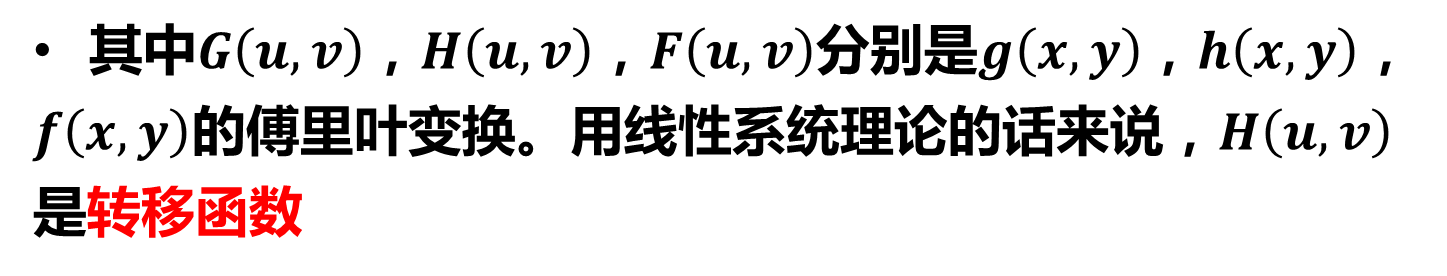 • 其中G(u,v)，H(u,v)，F(u,v)分别是g(x,y)，h(x,y)，
f(x,y)的傅里叶变换。用线性系统理论的话来说，H(u,v)
是转移函数